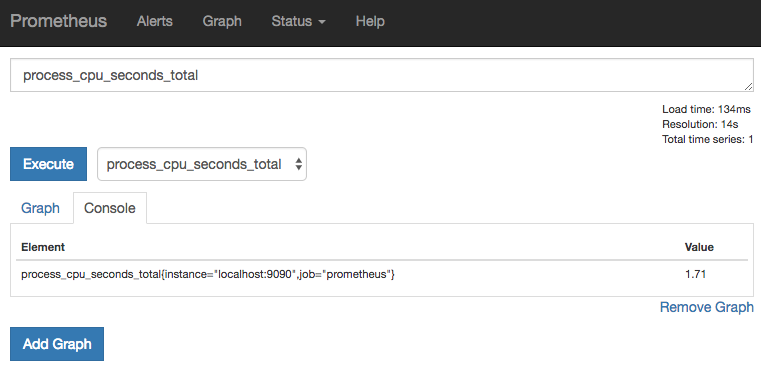 Prometheus Alerts Graph Status Help
process_cpu_seconds_total
Load time: 134ms
Resolution: 14s
Total time series: 1
Execute process_cpu_seconds_total
Graph Console
Element Value
process_cpu_seconds_total{instance="localhost:9090",job="prometheus"} 1.71
Remove Graph
Add Graph